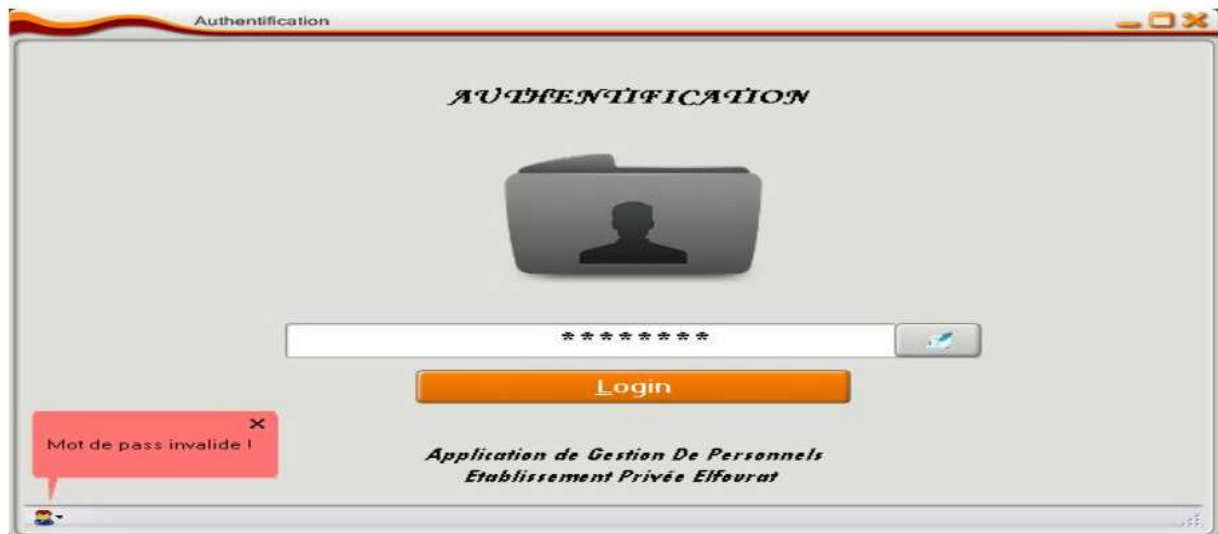 Authentification
AUTHENTIFICATION
********
Login
Mot de pass invalide !
Application de Gestion De Personnels
Etablissement Privée Elfourat